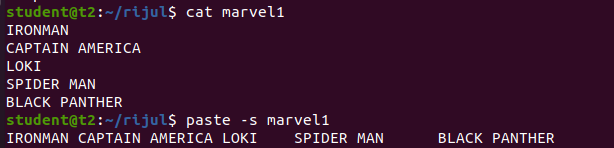 student@t2:~/rijul$ cat marvel1
IRONMAN
CAPTAIN AMERICA
LOKI
SPIDER MAN
BLACK PANTHER
student@t2:~/rijul$ paste -s marvel1
IRONMAN CAPTAIN AMERICA LOKI    SPIDER MAN      BLACK PANTHER